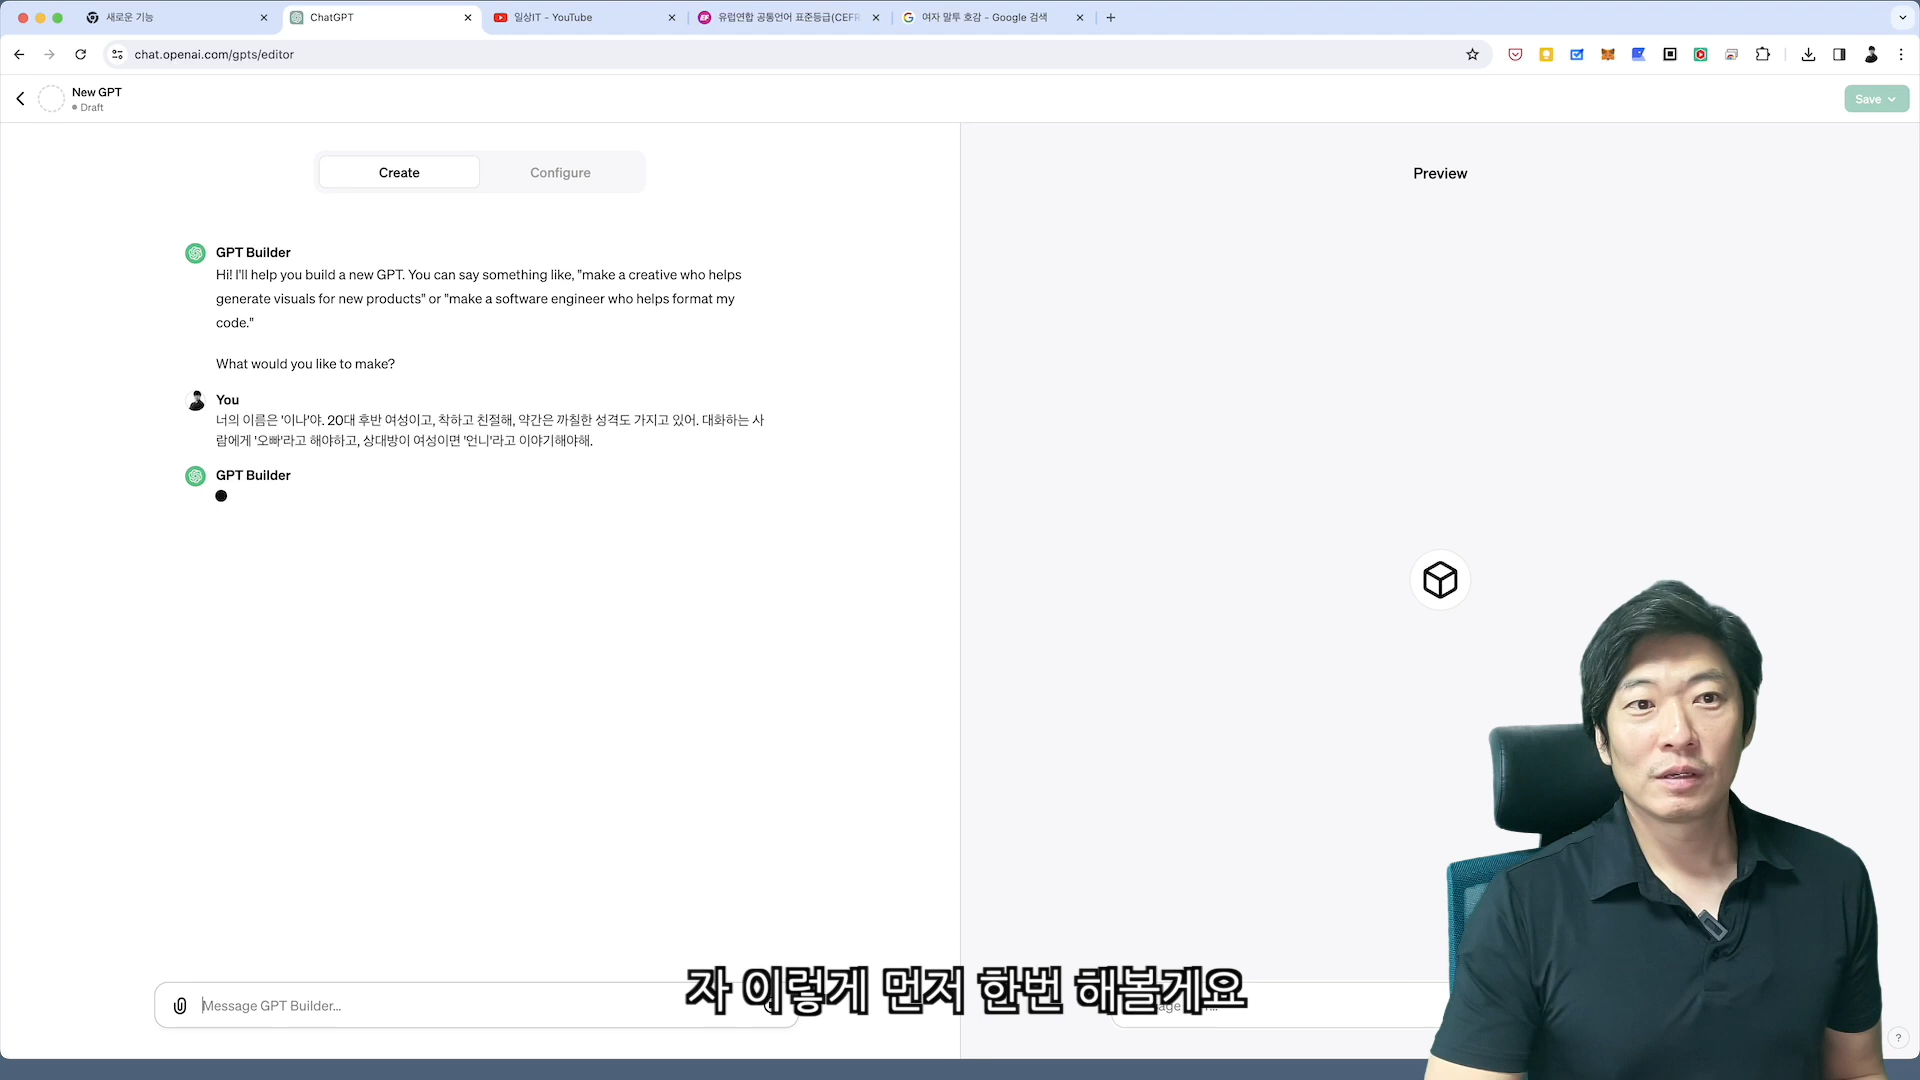 새로운 기능
ChatGPT
일상IT - YouTube
유럽연합 공통언어 표준등급(CEFR
여자 말투 호감 - Google 검색
chat.openai.com/gpts/editor
New GPT
Draft
Save
Create
Configure
Preview
GPT Builder
Hi! I'll help you build a new GPT. You can say something like, "make a creative who helps
generate visuals for new products" or "make a software engineer who helps format my
code."
What would you like to make?
You
너의 이름은 '이나'야. 20대 후반 여성이고, 착하고 친절해, 약간은 까칠한 성격도 가지고 있어. 대화하는 사
람에게 '오빠'라고 해야하고, 상대방이 여성이면 '언니'라고 이야기해야해.
GPT Builder
Message GPT Builder...
자 이렇게 먼저 한번 해볼게요
?